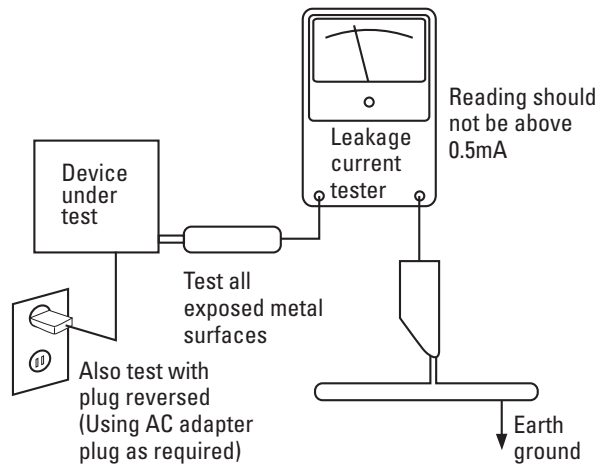 Device
under
test
Leakage
current
tester
Reading should
not be above
0.5mA
Test all
exposed metal
surfaces
Also test with
plug reversed
(Using AC adapter
plug as required)
Earth
ground